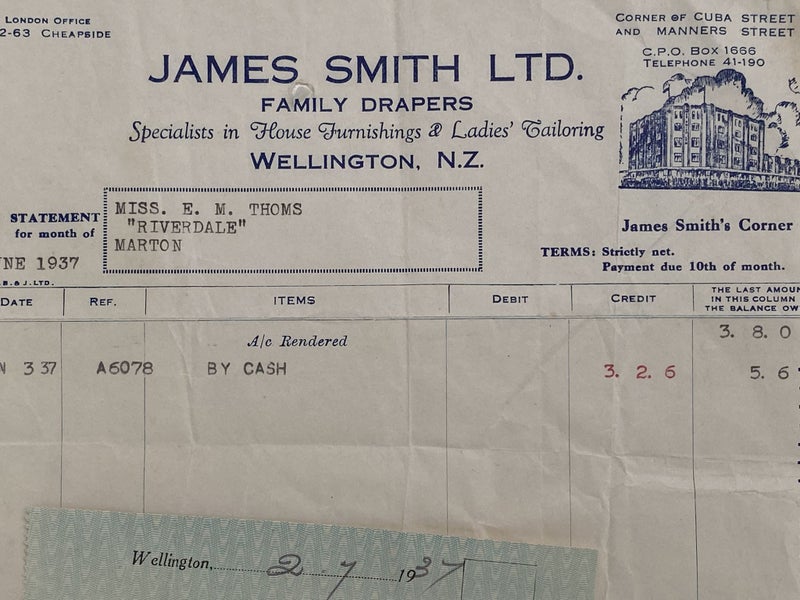 LONDON OFFICE
2-63 CHEAPSIDE
CORNER OF CUBA STREET
AND MANNERS STREET
C.P.O. BOX 1666
TELEPHONE 41-190
JAMES SMITH LTD.
FAMILY DRAPERS
Specialists in House Furnishings & Ladies' Tailoring
WELLINGTON, N.Z.
James Smith's Corner
STATEMENT
for month of
NE 1937
MISS. E. M. THOMS
"RIVERDALE"
MARTON
TERMS: Strictly net.
Payment due 10th of month.
& J. LTD.
DATE REF. ITEMS DEBIT CREDIT THE LAST AMOUN
IN THIS COLUMN
THE BALANCE OW
A/c Rendered 3. 8. 0
N 3 37 A6078 BY CASH 3. 2. 6 5. 6
Wellington, 2 7 1937